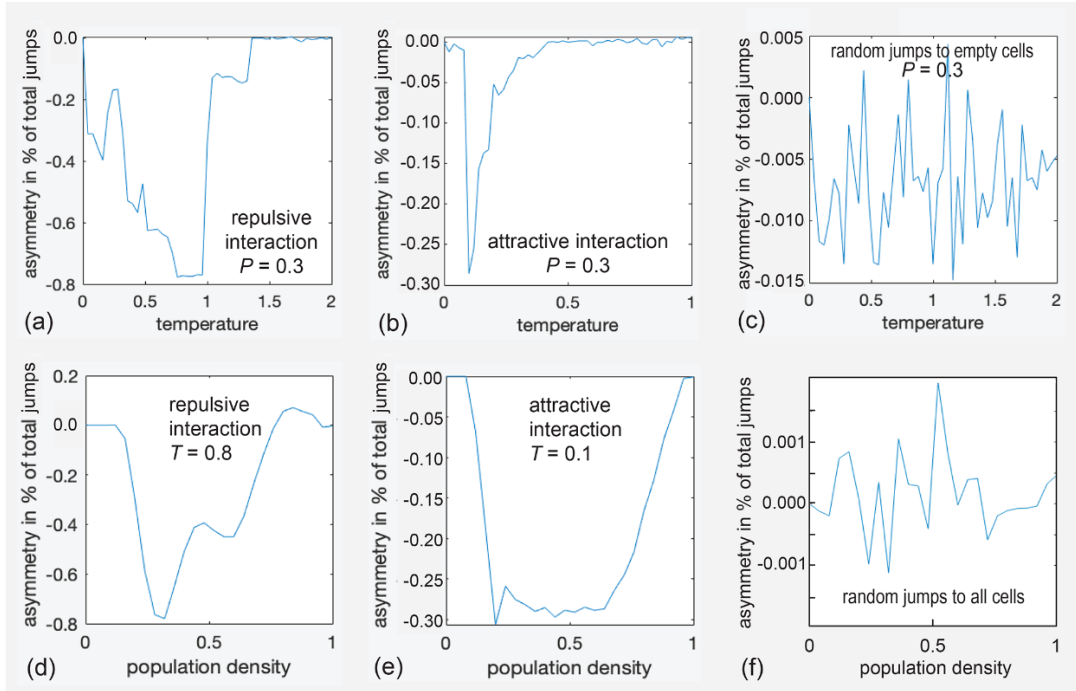 asymmetry in % of total jumps
0.0
-0.2
-0.4
-0.6
-0.8
0
0.5
1
1.5
2
repulsive
interaction
P = 0.3
(a)
temperature
asymmetry in % of total jumps
0.00
-0.05
-0.10
-0.15
-0.20
-0.25
-0.30
0
0.5
1
attractive interaction
P = 0.3
(b)
temperature
asymmetry in % of total jumps
0.005
0.000
-0.005
-0.010
-0.015
0
0.5
1
1.5
2
random jumps to empty cells
P = 0.3
(c)
temperature
asymmetry in % of total jumps
0.2
0.0
-0.2
-0.4
-0.6
-0.8
0
0.5
1
repulsive
interaction
T = 0.8
(d)
population density
asymmetry in % of total jumps
0.00
-0.05
-0.10
-0.15
-0.20
-0.25
-0.30
0
0.5
1
attractive
interaction
T = 0.1
(e)
population density
asymmetry in % of total jumps
0.001
0.000
-0.001
0
0.5
1
random jumps to all cells
(f)
population density